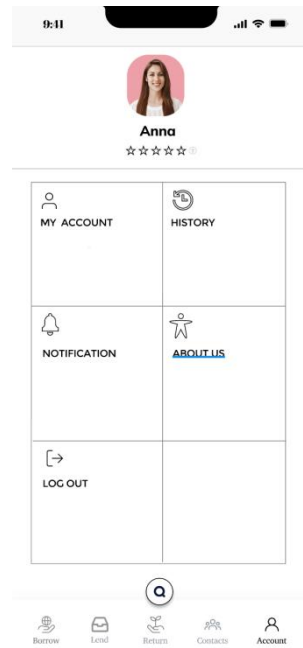 9:41
Anna
MY ACCOUNT
HISTORY
NOTIFICATION
ABOUT US
LOG OUT
Borrow
Lend
Return
Contacts
Account